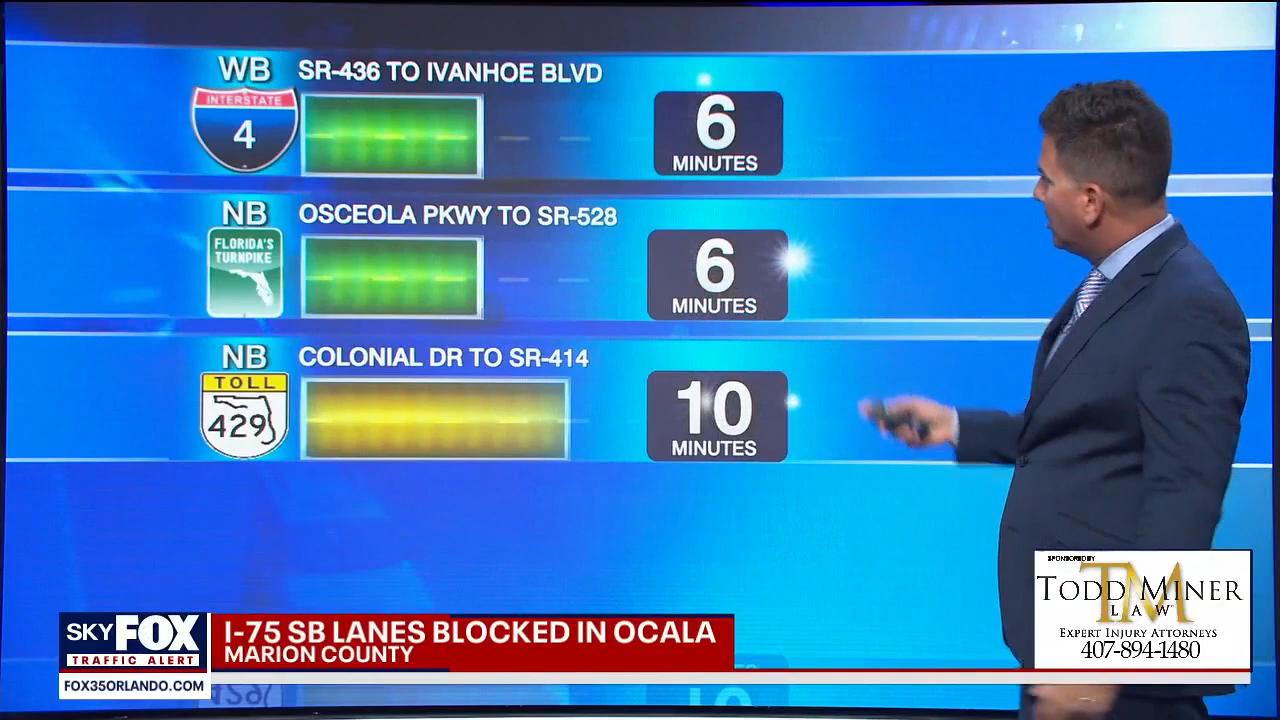 WB
SR-436 TO IVANHOE BLVD
INTERSTATE
4
6
MINUTES
NB
OSCEOLA PKWY TO SR-528
FLORIDA'S
TURNPIKE
6
MINUTES
NB
COLONIAL DR TO SR-414
TOLL
429
10
MINUTES
SPONSORED BY
TM
TODD MINER
LAW
EXPERT INJURY ATTORNEYS
407-894-1480
SKY FOX
TRAFFIC ALERT
FOX35ORLANDO.COM
I-75 SB LANES BLOCKED IN OCALA
MARION COUNTY